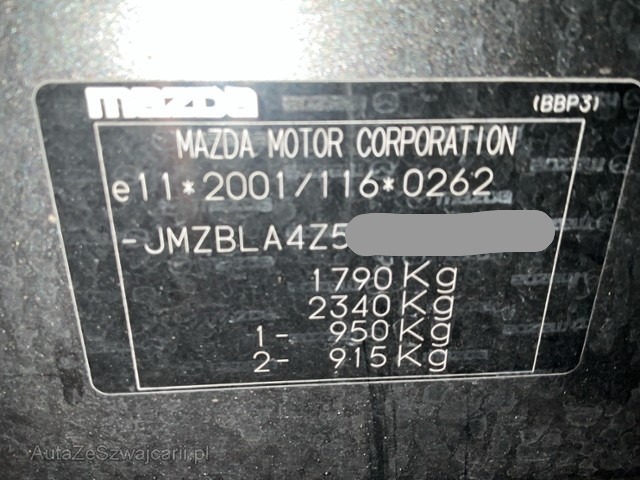 mazda
(BBP3)
MAZDA MOTOR CORPORATION
e11*2001/116*0262
-JMZBLA4Z5
1790 Kg
2340 Kg
1- 950 Kg
2- 915 Kg
AutaZeSzwajcarii.pl